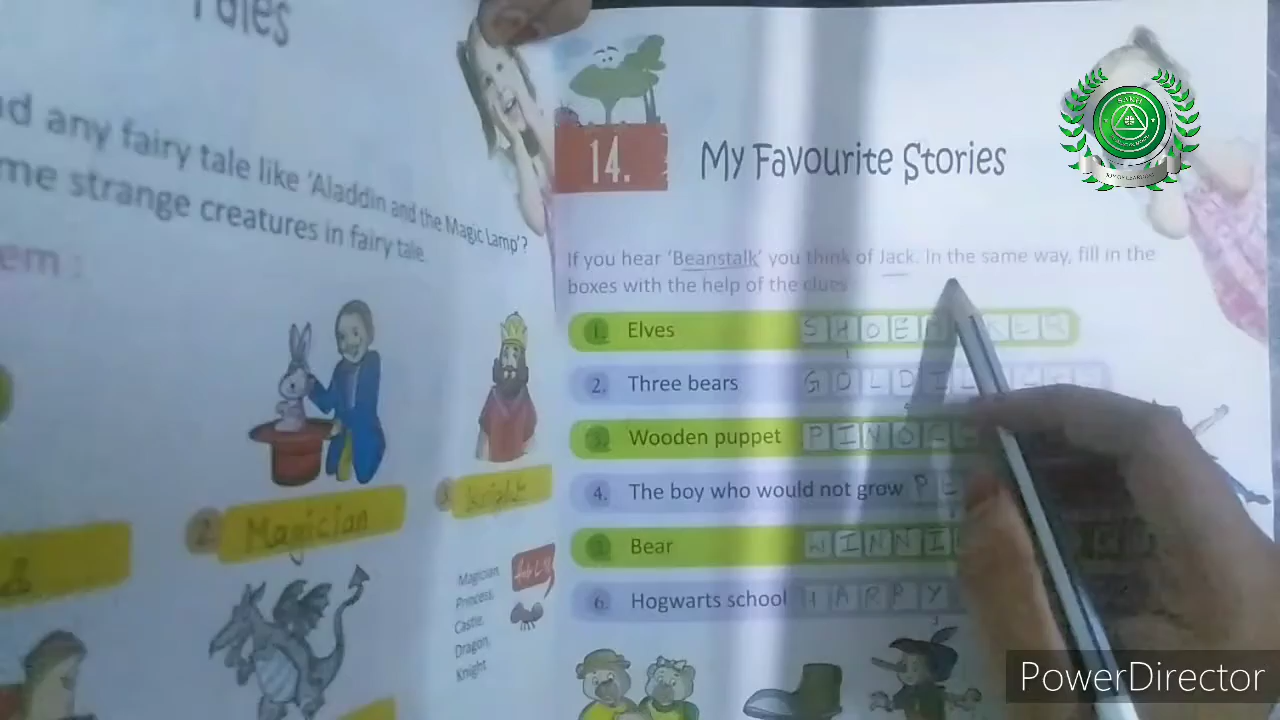 Tales
nd any fairy tale like 'Aladdin and the Magic Lamp'?
me strange creatures in fairy tale.
em :
2. Magician
3. knight
Magician
Princess
Castle
Dragon
Knight
14. My Favourite Stories
If you hear 'Beanstalk' you think of Jack. In the same way, fill in the
boxes with the help of the clues
1. Elves SHOE
2. Three bears GOLDIL
3. Wooden puppet PINOC
4. The boy who would not grow PE
5. Bear WINNI
6. Hogwarts school HARPY
PowerDirector